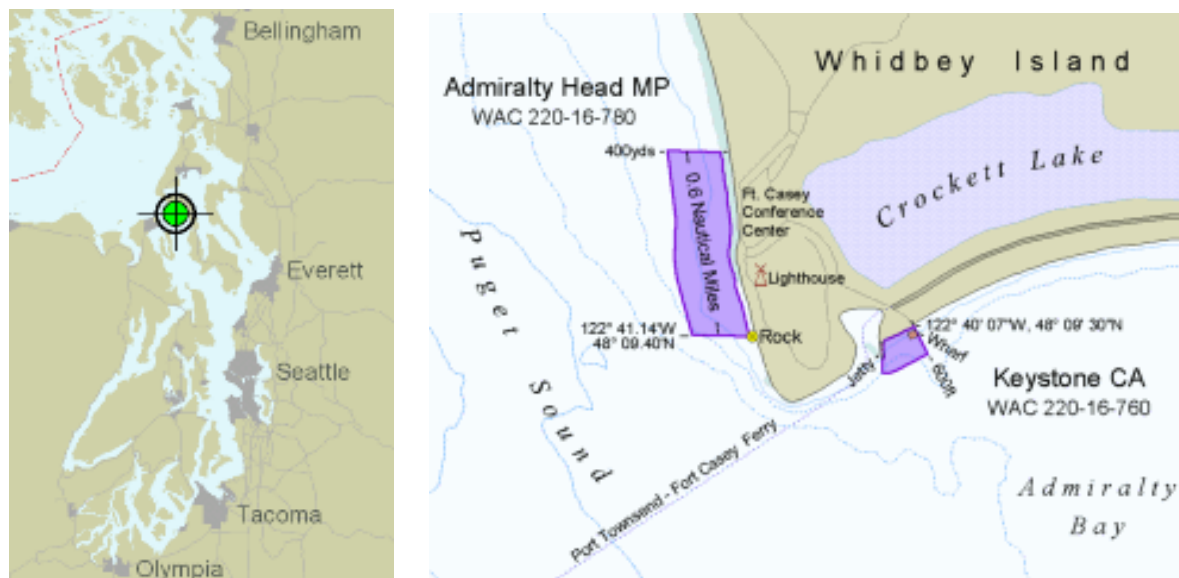 Bellingham
Everett
Seattle
Tacoma
Olympia
Whidbey Island
Admiralty Head MP
WAC 220-16-780
400yds
0.6 Nautical Miles
Crockett Lake
Ft. Casey
Conference
Center
Lighthouse
Puget Sound
122° 41.14'W
48° 09.40'N
Rock
122° 40' 07"W, 48° 09' 30"N
Wharf
Jetty
600ft
Keystone CA
WAC 220-16-760
Port Townsend - Fort Casey Ferry
Admiralty
Bay